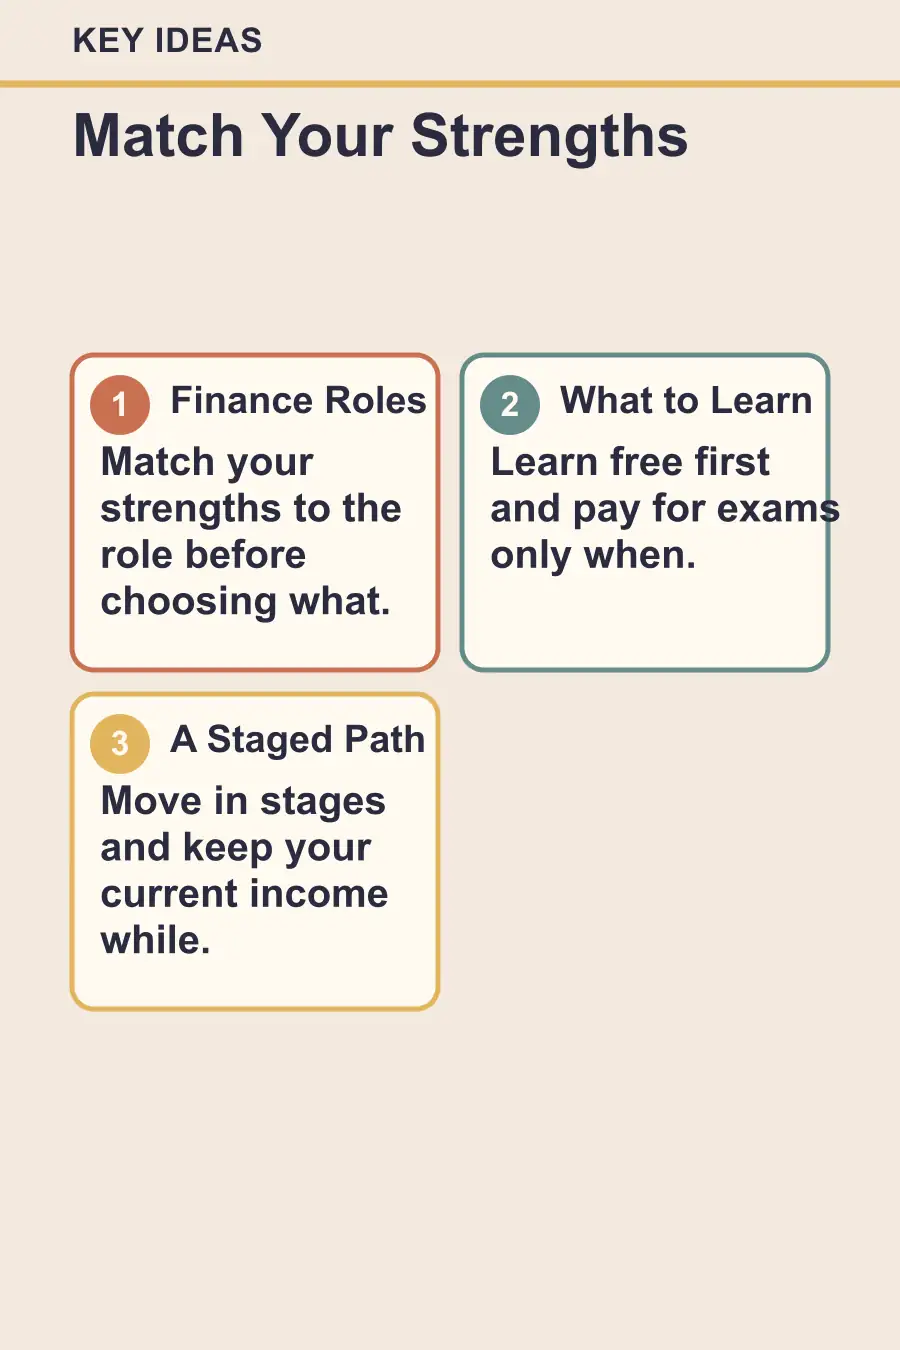 KEY IDEAS
Match Your Strengths
1 Finance Roles
Match your
strengths to the
role before
choosing what.
2 What to Learn
Learn free first
and pay for exams
only when.
3 A Staged Path
Move in stages
and keep your
current income
while.